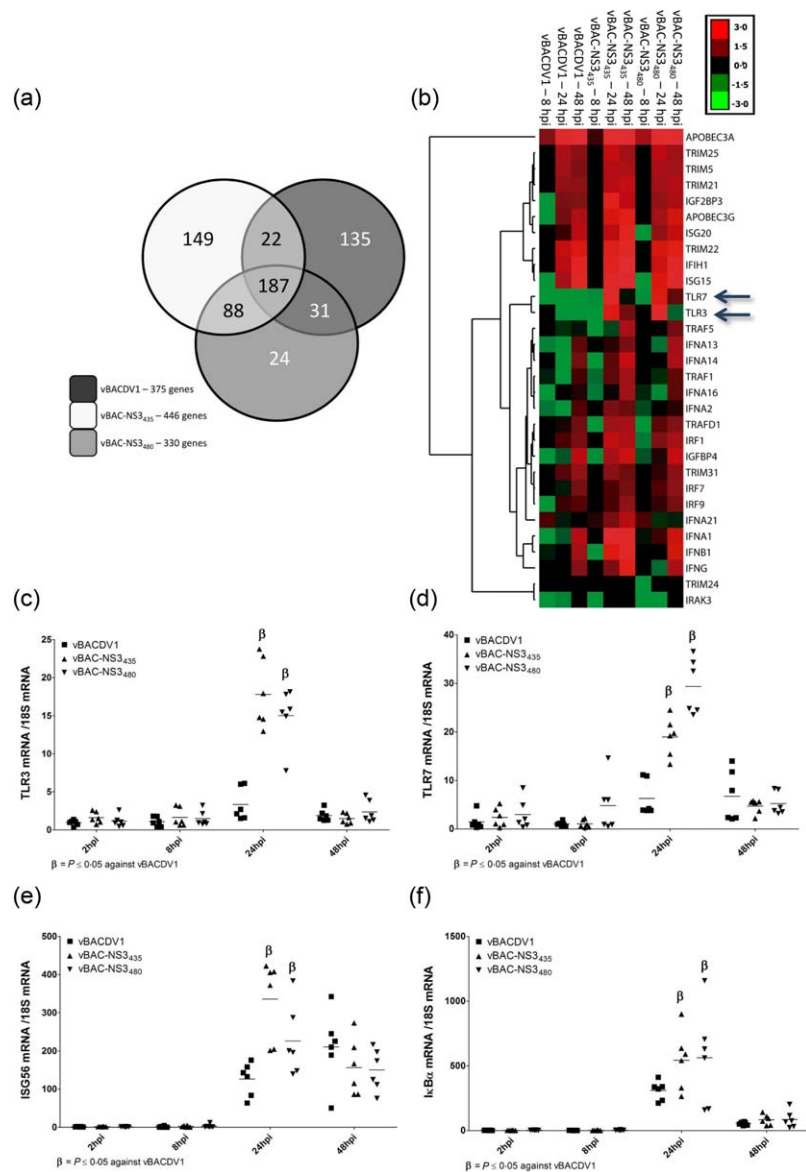 (a)
149
22
135
187
88
31
24
vBACDV1 – 375 genes
vBAC-NS3₄₃₅ – 446 genes
vBAC-NS3₄₈₀ – 330 genes
(b)
vBACDV1 – 8 hpi
vBACDV1 – 24 hpi
vBACDV1 – 48 hpi
vBAC-NS3₄₃₅ – 8 hpi
vBAC-NS3₄₃₅ – 24 hpi
vBAC-NS3₄₃₅ – 48 hpi
vBAC-NS3₄₈₀ – 8 hpi
vBAC-NS3₄₈₀ – 24 hpi
vBAC-NS3₄₈₀ – 48 hpi
3·0
1·5
0·0
-1·5
-3·0
APOBEC3A
TRIM25
TRIM5
TRIM21
IGF2BP3
APOBEC3G
ISG20
TRIM22
IFIH1
ISG15
TLR7
TLR3
TRAF5
IFNA13
IFNA14
TRAF1
IFNA16
IFNA2
TRAFD1
IRF1
IGFBP4
TRIM31
IRF7
IRF9
IFNA21
IFNA1
IFNB1
IFNG
TRIM24
IRAK3
(c)
TLR3 mRNA /18S mRNA
25
20
15
10
5
0
vBACDV1
vBAC-NS3₄₃₅
vBAC-NS3₄₈₀
β
β
2hpi
8hpi
24hpi
48hpi
β = P ≤ 0·05 against vBACDV1
(d)
TLR7 mRNA /18S mRNA
40
30
20
10
0
vBACDV1
vBAC-NS3₄₃₅
vBAC-NS3₄₈₀
β
β
2hpi
8hpi
24hpi
48hpi
β = P ≤ 0·05 against vBACDV1
(e)
ISG56 mRNA /18S mRNA
500
400
300
200
100
0
vBACDV1
vBAC-NS3₄₃₅
vBAC-NS3₄₈₀
β
β
2hpi
8hpi
24hpi
48hpi
β = P ≤ 0·05 against vBACDV1
(f)
IκBα mRNA /18S mRNA
1500
1000
500
0
vBACDV1
vBAC-NS3₄₃₅
vBAC-NS3₄₈₀
β
β
2hpi
8hpi
24hpi
48hpi
β = P ≤ 0·05 against vBACDV1